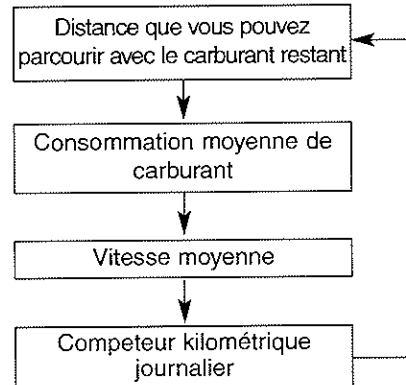 Distance que vous pouvez
parcourir avec le carburant restant
Consommation moyenne de
carburant
Vitesse moyenne
Competeur kilométrique
journalier